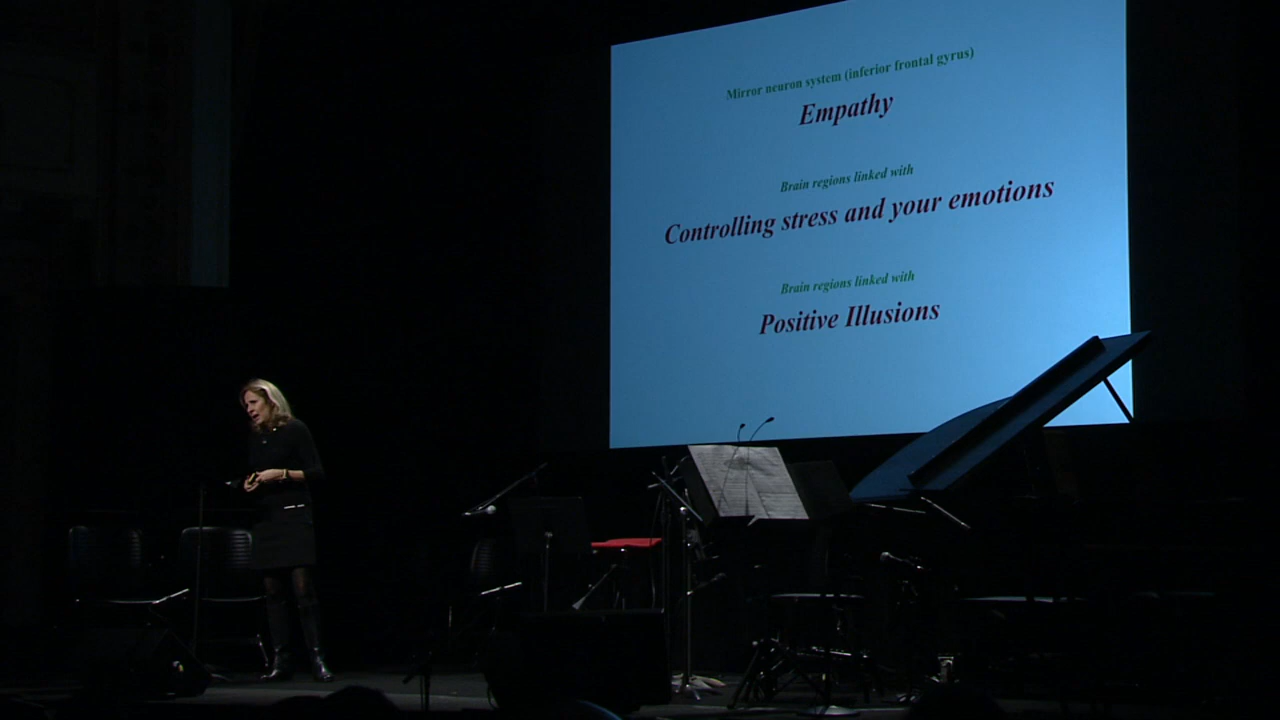 Mirror neuron system (inferior frontal gyrus)
Empathy
Brain regions linked with
Controlling stress and your emotions
Brain regions linked with
Positive Illusions